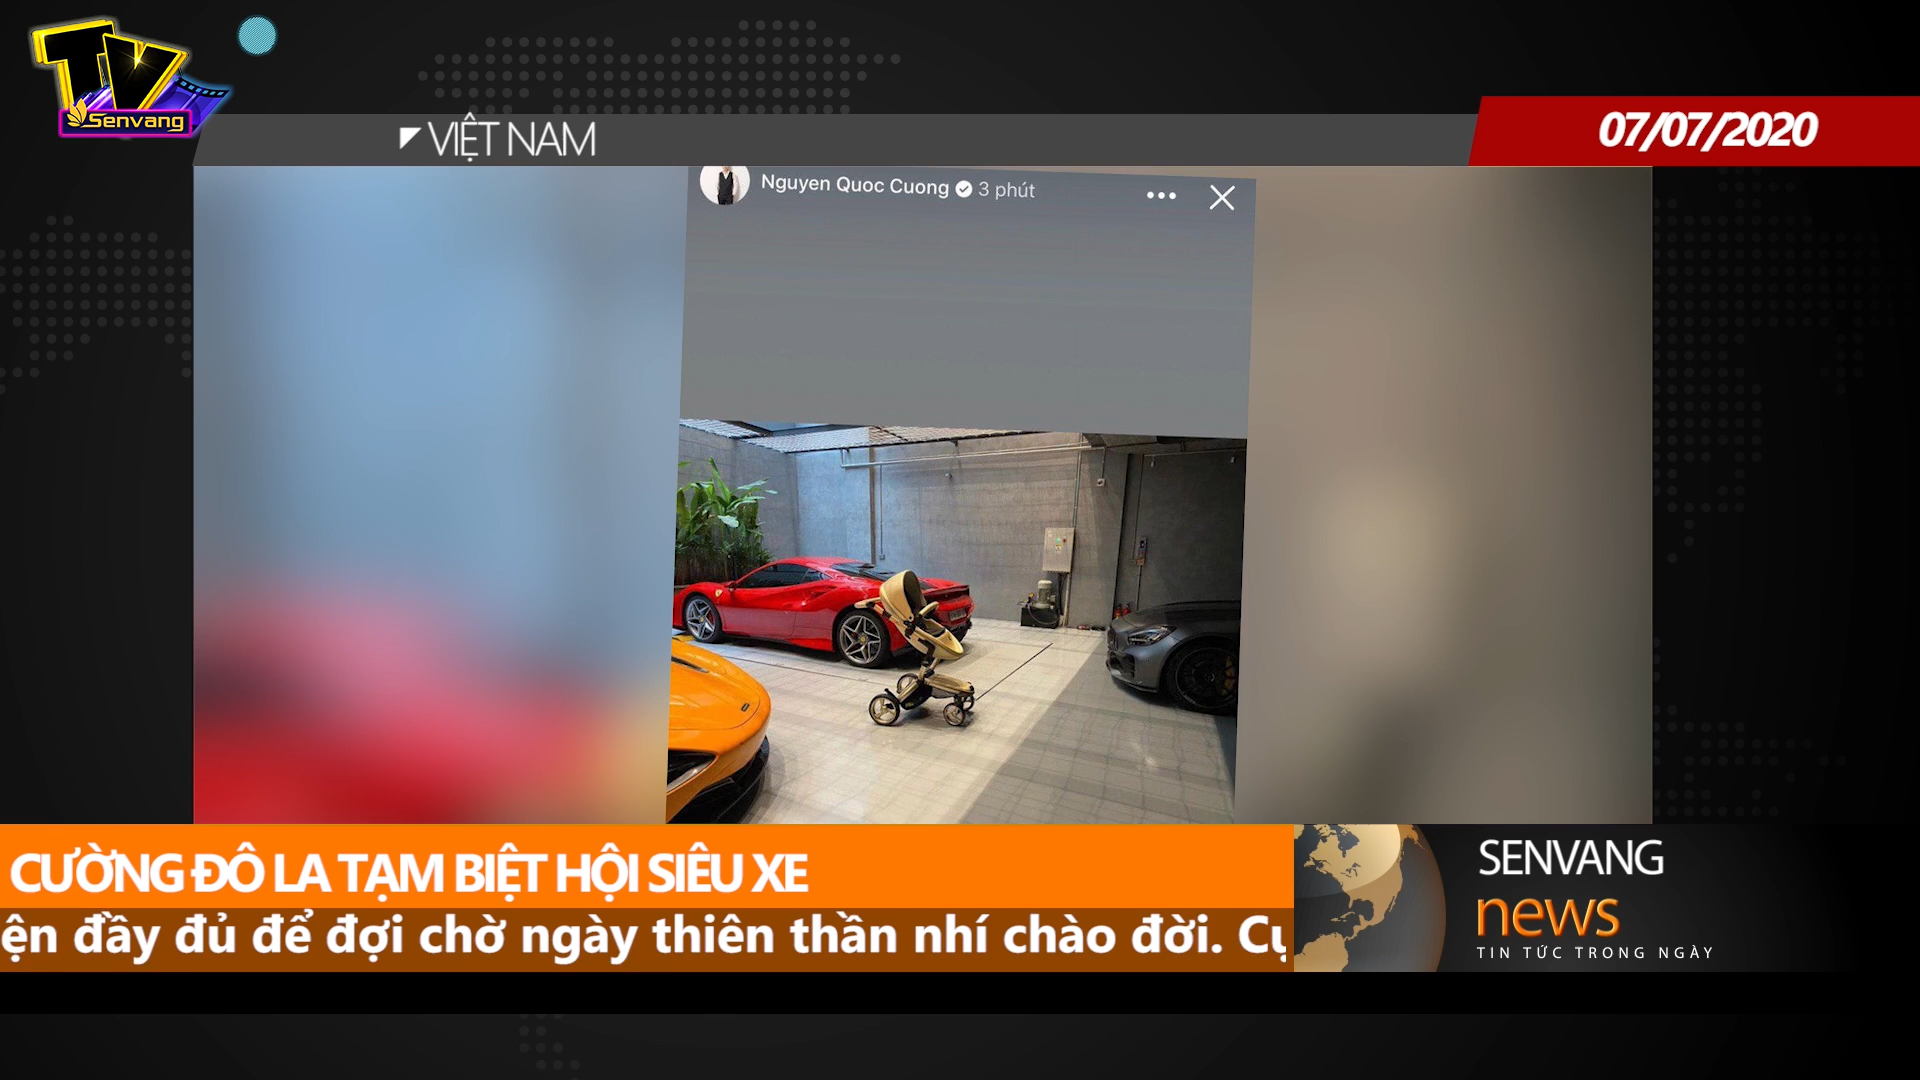 TV
Senvang
VIỆT NAM
07/07/2020
Nguyen Quoc Cuong 3 phút
CƯỜNG ĐÔ LA TẠM BIỆT HỘI SIÊU XE
đầy đủ để đợi chờ ngày thiên thần nhí chào đời.
SENVANG
news
TIN TỨC TRONG NGÀY